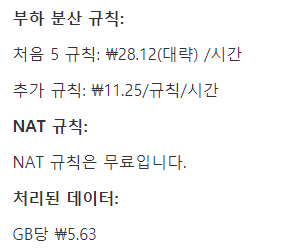 부하 분산 규칙:
처음 5 규칙: ₩28.12(대략) /시간
추가 규칙: ₩11.25/규칙/시간
NAT 규칙:
NAT 규칙은 무료입니다.
처리된 데이터:
GB당 ₩5.63